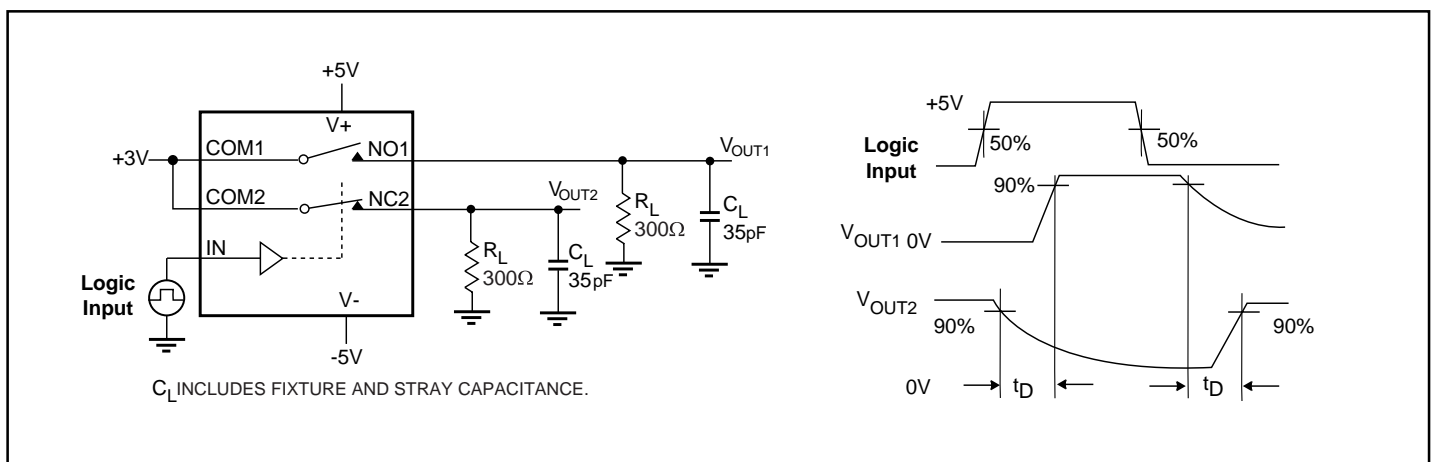 +5V
V+
+3V
COM1
NO1
VOUT1
COM2
NC2
VOUT2
RL
300Ω
CL
35pF
RL
300Ω
CL
35pF
IN
Logic
Input
V-
-5V
CL INCLUDES FIXTURE AND STRAY CAPACITANCE.
+5V
Logic
Input
50%
50%
90%
VOUT1 0V
VOUT2
90%
90%
0V
tD
tD